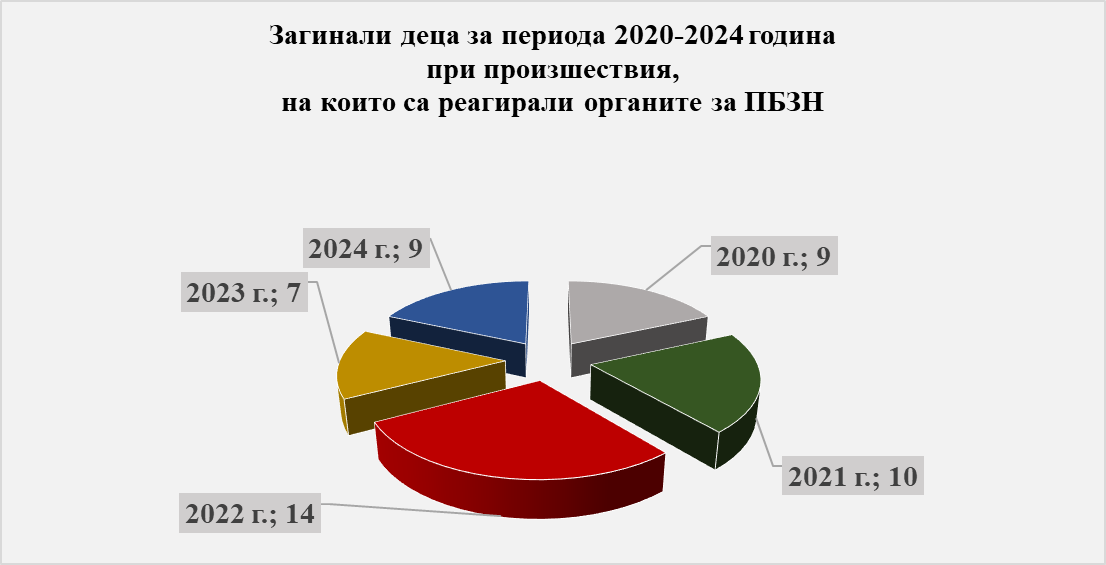 Загинали деца за периода 2020-2024 година
при произшествия,
на които са реагирали органите за ПБЗН
2024 г.; 9
2020 г.; 9
2023 г.; 7
2021 г.; 10
2022 г.; 14